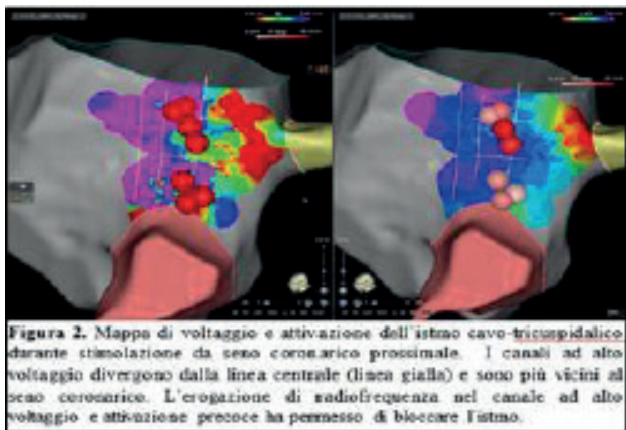 Figura 2. Mappa di voltaggio e attivazione dell'istmo cavo-tricuspidalico
durante stimolazione da seno coronarico prossimale. I canali ad alto
voltaggio divergono dalla linea centrale (linea gialla) e sono più vicini al
seno coronarico. L'erogazione di radiofrequenza nel canale ad alto
voltaggio e attivazione precoce ha permesso di bloccare l'istmo.